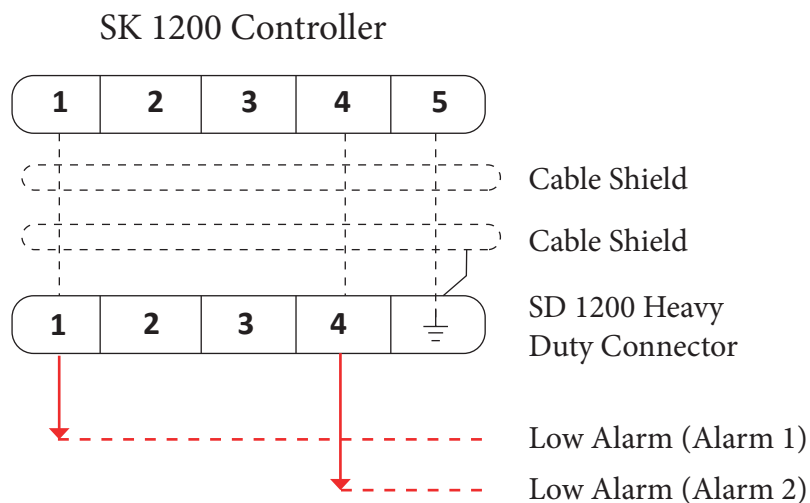 SK 1200 Controller
1 2 3 4 5
Cable Shield
Cable Shield
1 2 3 4
SD 1200 Heavy
Duty Connector
Low Alarm (Alarm 1)
Low Alarm (Alarm 2)